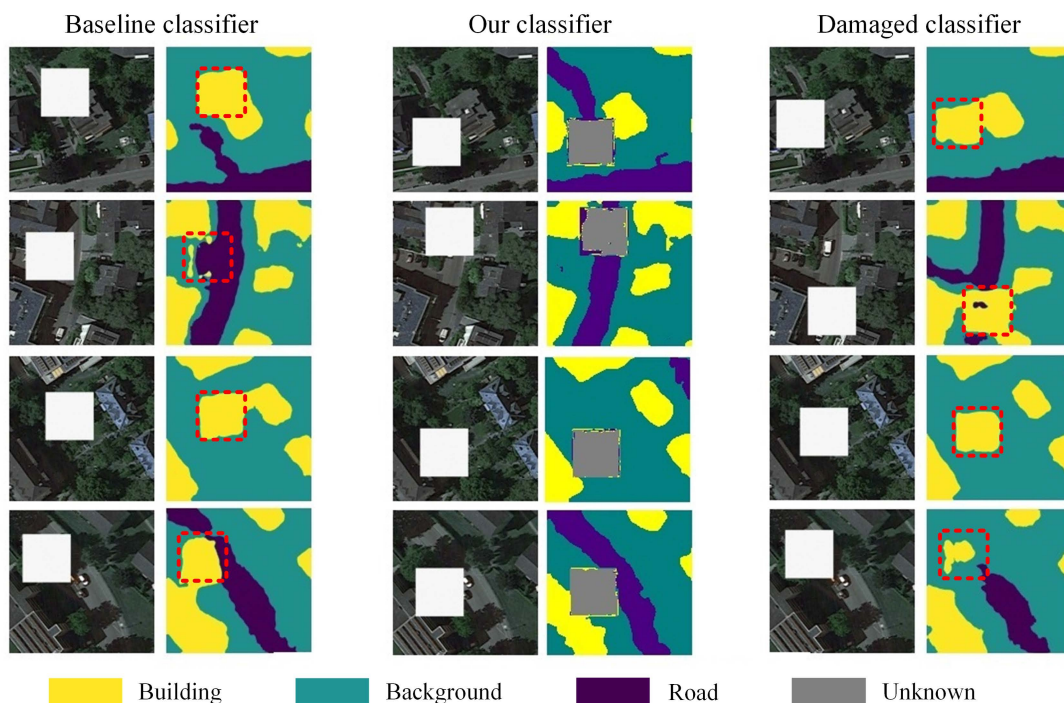 Baseline classifier
Our classifier
Damaged classifier
Building
Background
Road
Unknown